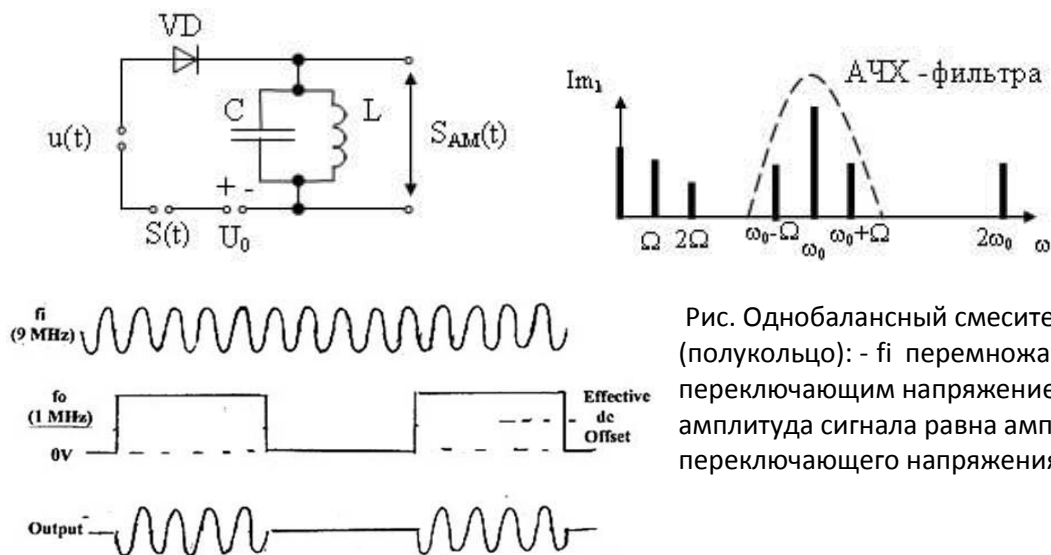 VD
C
L
u(t)
S_AM(t)
+ -
S(t)
U₀
Im₁
АЧХ -фильтра
Ω
2Ω
ω₀-Ω
ω₀
ω₀+Ω
2ω₀
ω
fi
(9 MHz)
fo
(1 MHz)
0V
Effective
dc
Offset
Output
Рис. Однобалансный смесите
(полукольцо): - fi перемножа
переключающим напряжение
амплитуда сигнала равна амп
переключающего напряжения